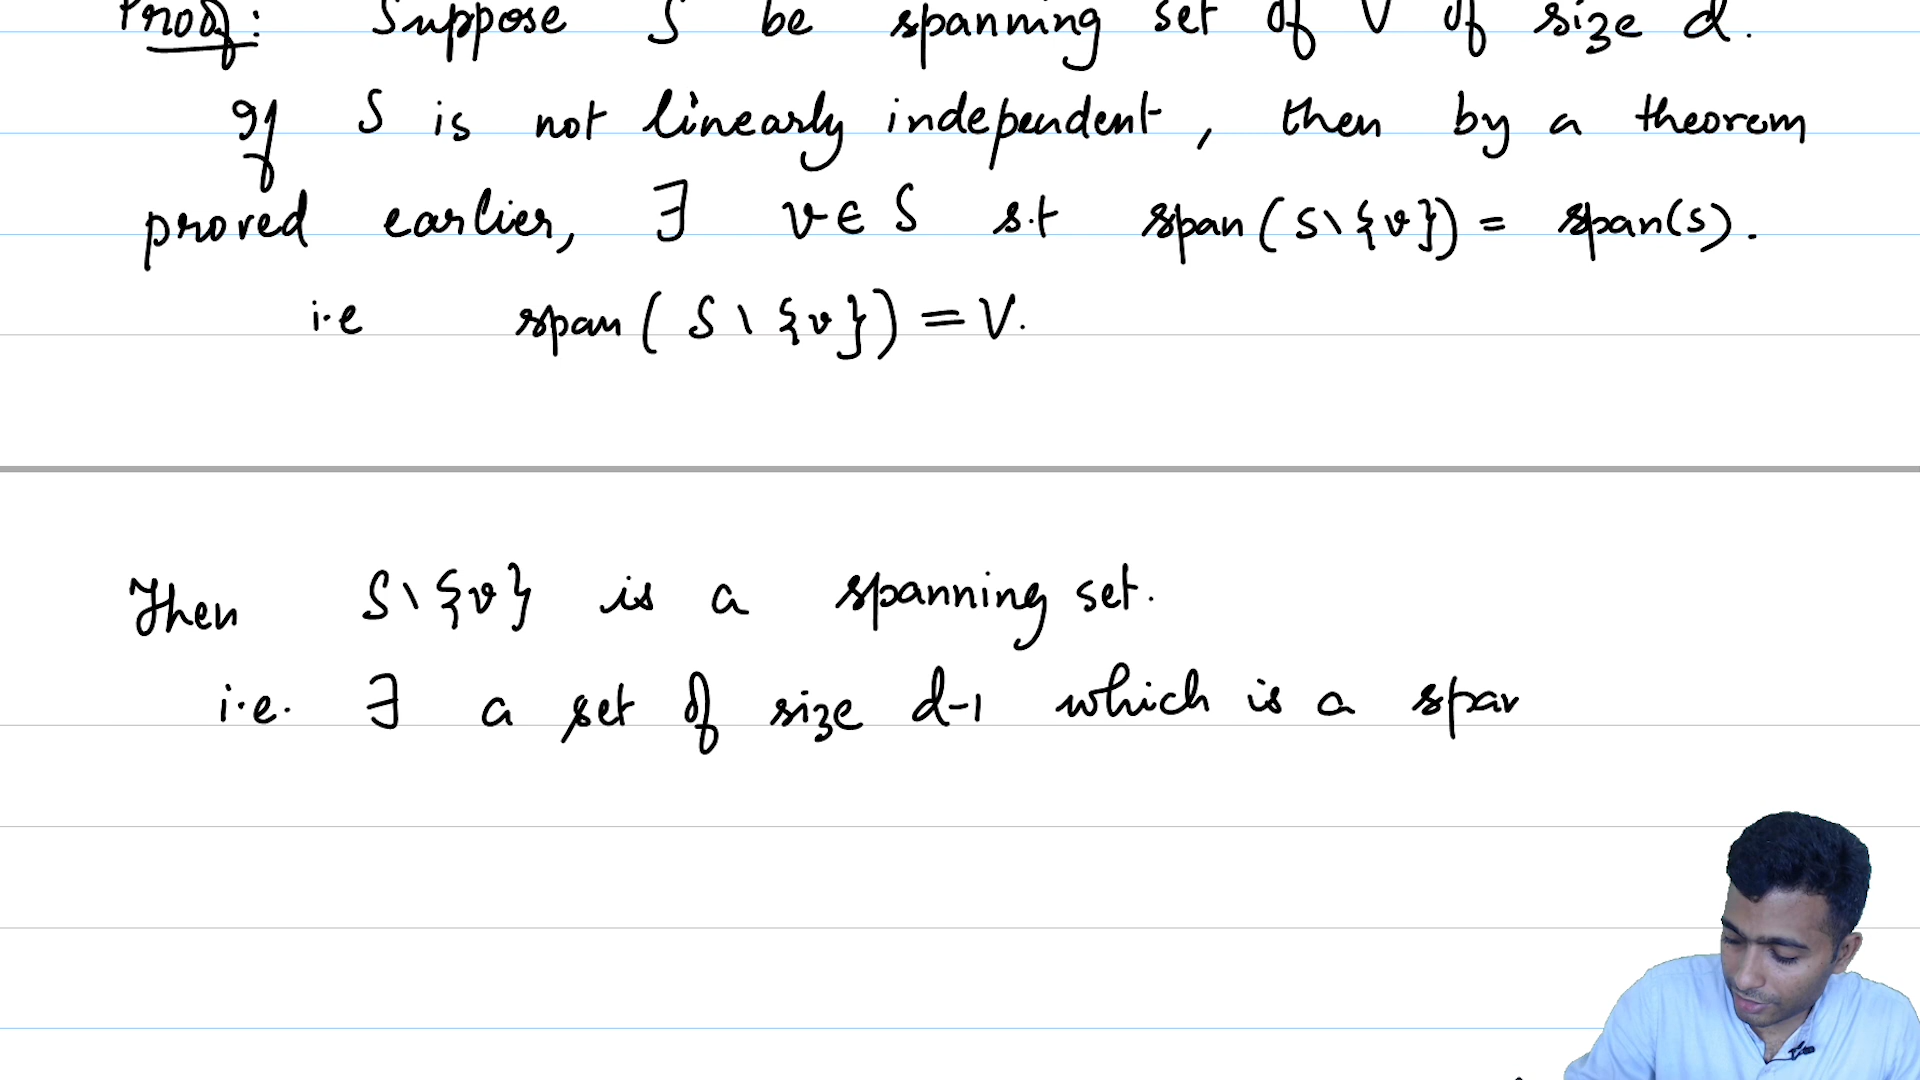 Proof: Suppose S be spanning set of V of size d.
If S is not linearly independent, then by a theorem
proved earlier, ∃ v ∈ S s.t span(S\{v}) = span(S).
i.e span(S\{v}) = V.
Then S\{v} is a spanning set.
i.e. ∃ a set of size d-1 which is a span